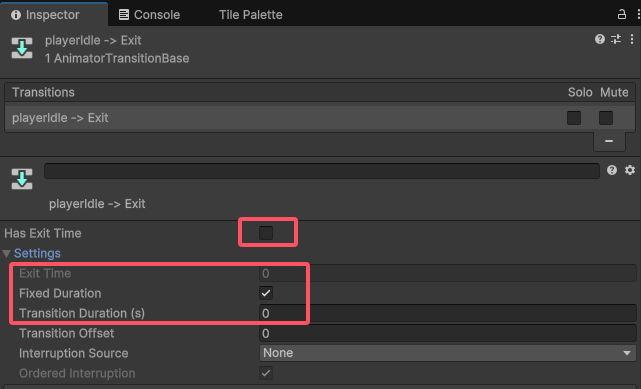 Inspector Console Tile Palette
playerIdle -> Exit
1 AnimatorTransitionBase
Transitions Solo Mute
playerIdle -> Exit
playerIdle -> Exit
Has Exit Time
Settings
Exit Time 0
Fixed Duration
Transition Duration (s) 0
Transition Offset 0
Interruption Source None
Ordered Interruption